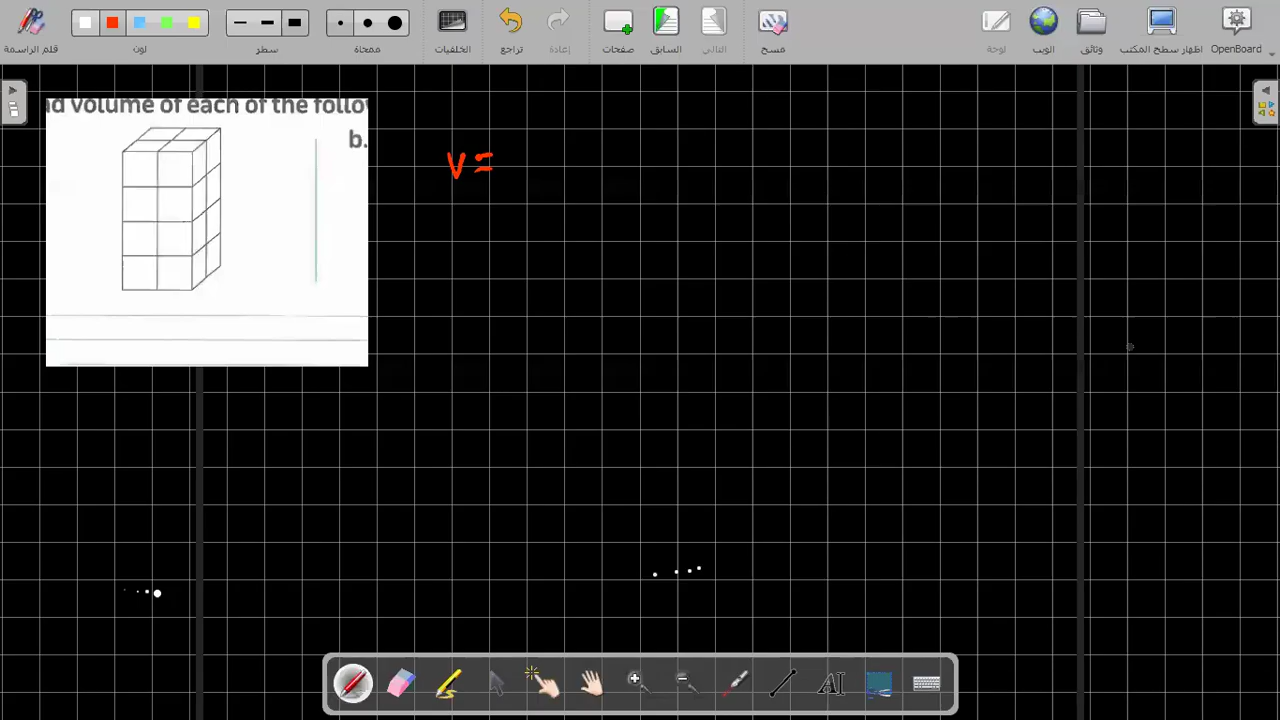 قلم الراسمة
لون
سطر
ممحاة
الخلفيات
تراجع
إعادة
صفحات
السابق
التالي
مسح
لوحة
الويب
وثائق
اظهار سطح المكتب
OpenBoard
d volume of each of the follo
b.
V =
AI